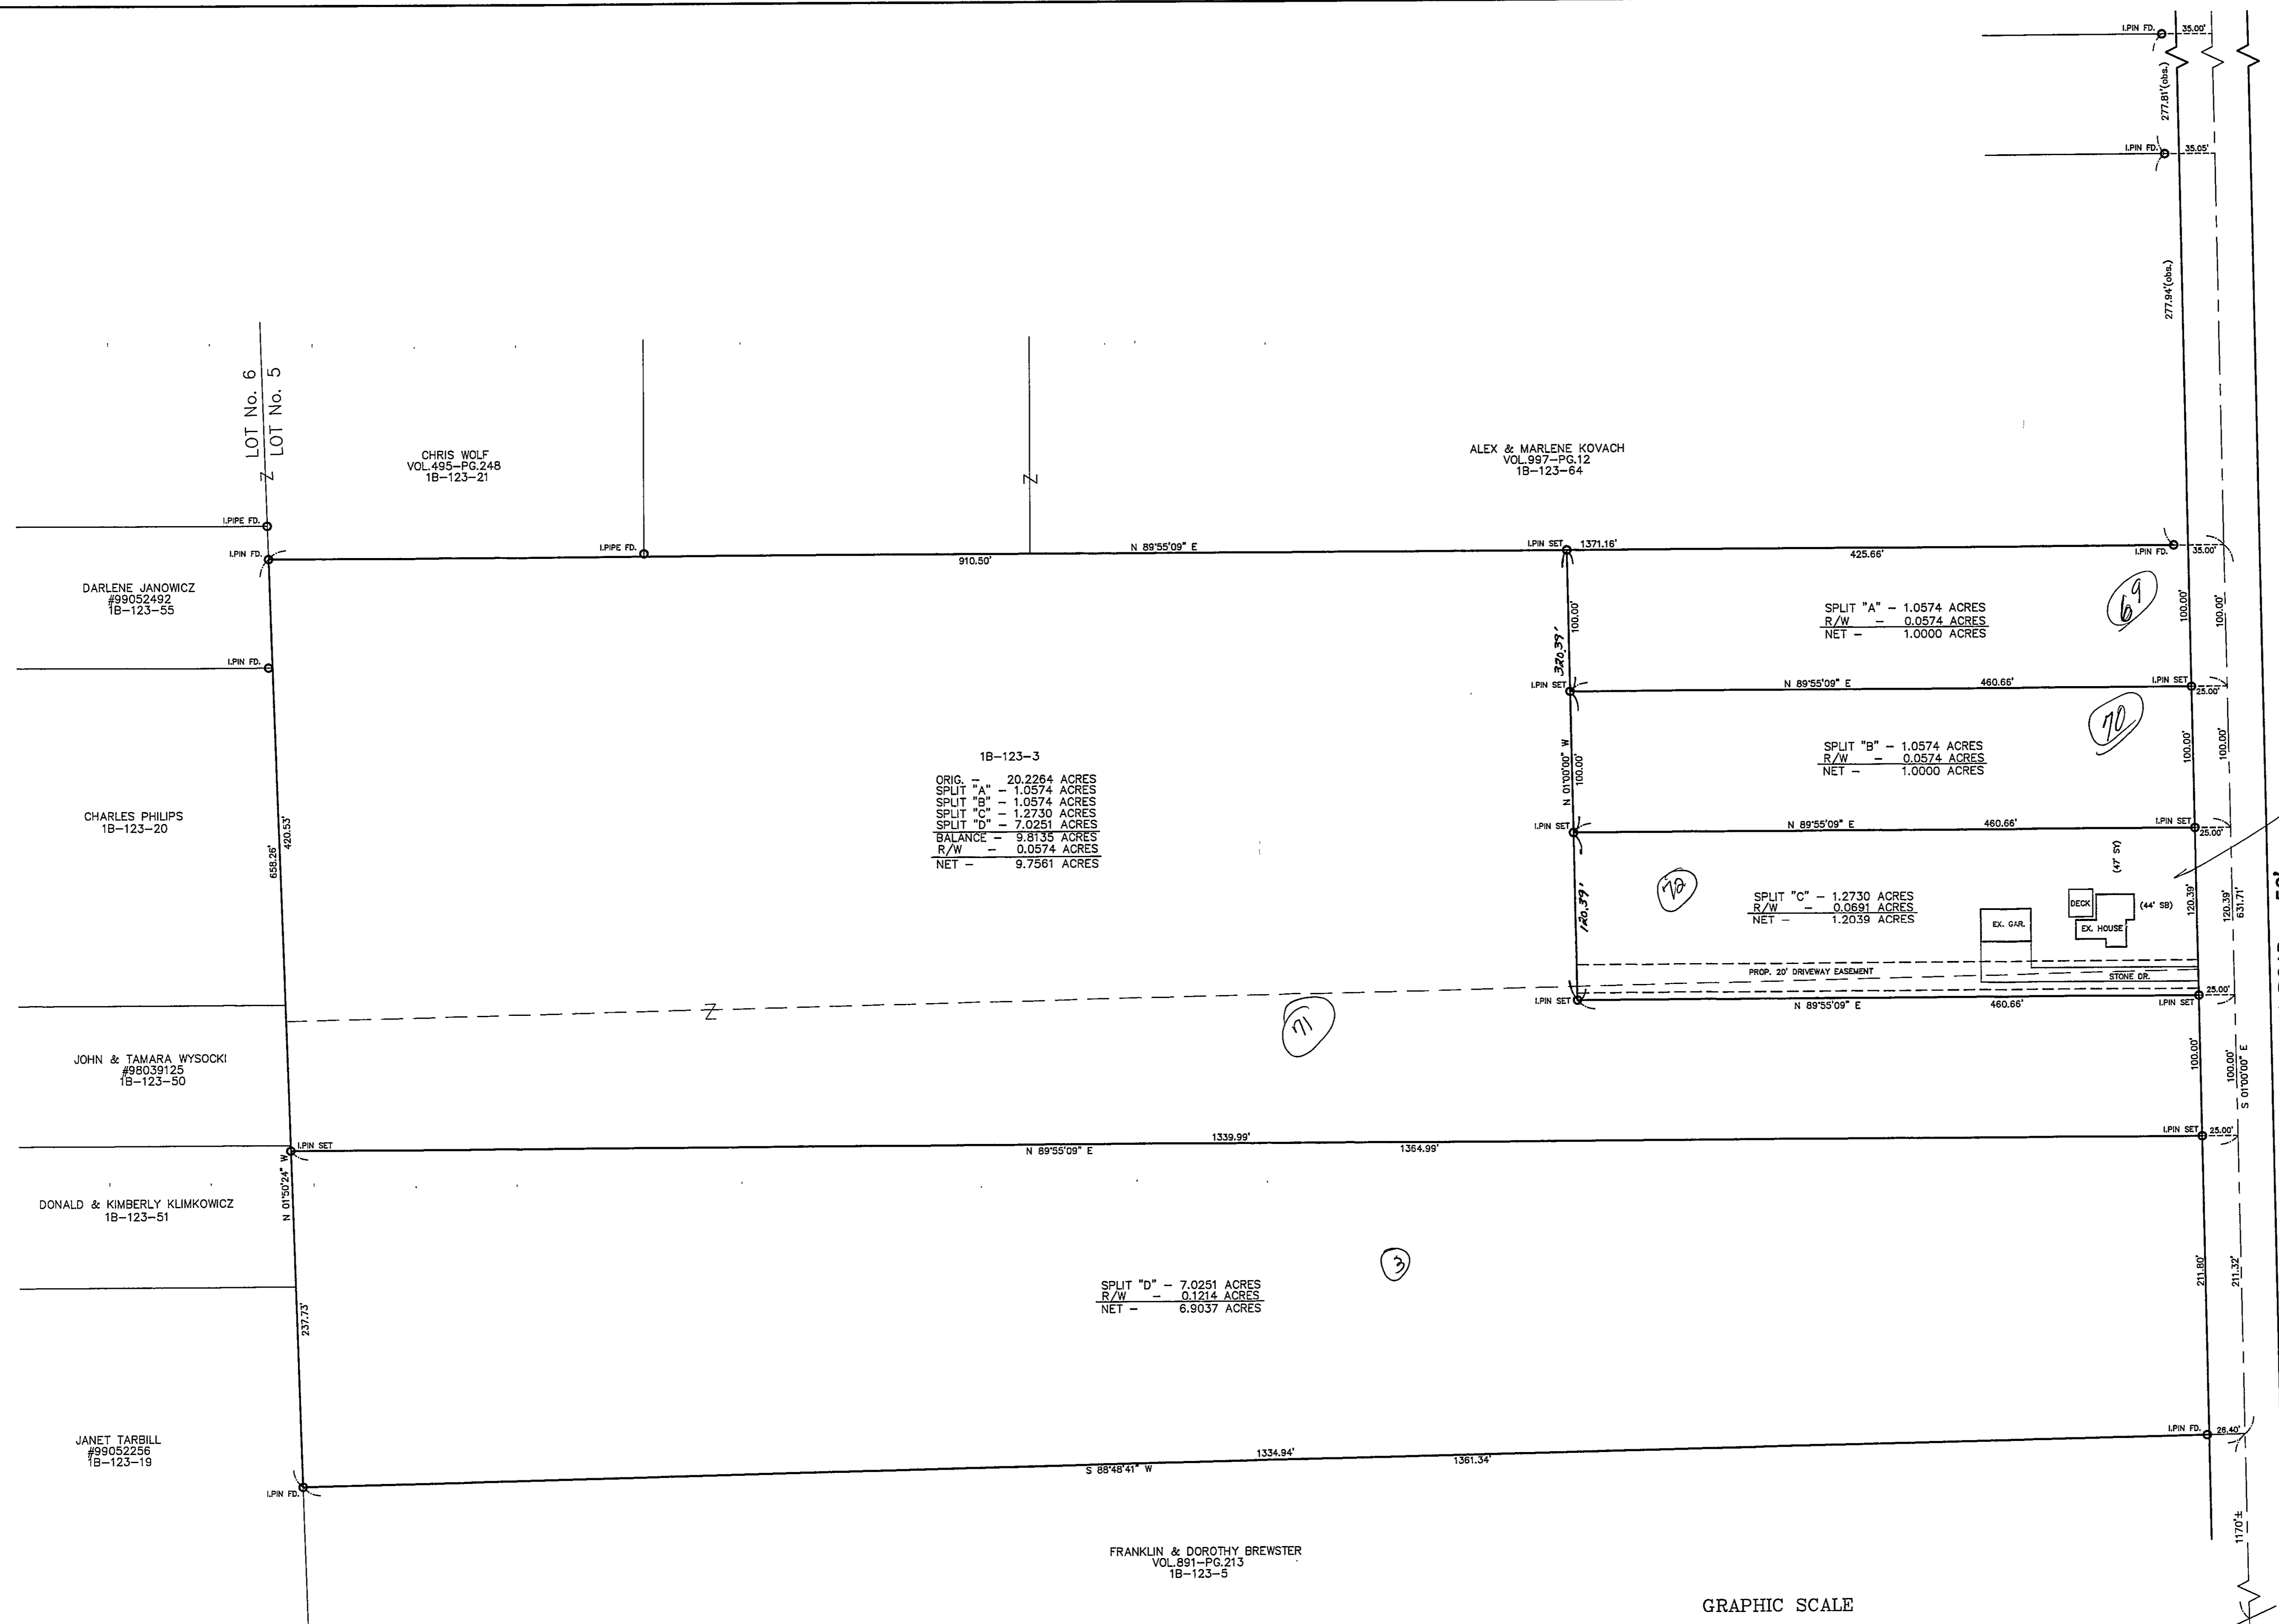 I.PIN FD.
35.00'
277.81'(obs.)
I.PIN FD.
35.05'
277.94'(obs.)
LOT No. 6
LOT No. 5
Z
CHRIS WOLF
VOL.495-PG.248
1B-123-21
Z
ALEX & MARLENE KOVACH
VOL.997-PG.12
1B-123-64
I.PIPE FD.
I.PIN FD.
I.PIPE FD.
910.50'
N 89°55'09" E
I.PIN SET
1371.16'
425.66'
I.PIN FD.
35.00'
DARLENE JANOWICZ
#99052492
1B-123-55
I.PIN FD.
100.00'
320.39'
SPLIT "A" - 1.0574 ACRES
R/W - 0.0574 ACRES
NET - 1.0000 ACRES
69
100.00'
100.00'
I.PIN SET
N 89°55'09" E
460.66'
I.PIN SET
25.00'
N 01°00'00" W
100.00'
SPLIT "B" - 1.0574 ACRES
R/W - 0.0574 ACRES
NET - 1.0000 ACRES
70
100.00'
100.00'
1B-123-3
ORIG. - 20.2264 ACRES
SPLIT "A" - 1.0574 ACRES
SPLIT "B" - 1.0574 ACRES
SPLIT "C" - 1.2730 ACRES
SPLIT "D" - 7.0251 ACRES
BALANCE - 9.8135 ACRES
R/W - 0.0574 ACRES
NET - 9.7561 ACRES
CHARLES PHILIPS
1B-123-20
658.26'
420.53'
I.PIN SET
N 89°55'09" E
460.66'
I.PIN SET
25.00'
120.39'
72
SPLIT "C" - 1.2730 ACRES
R/W - 0.0691 ACRES
NET - 1.2039 ACRES
(47' SY)
DECK
(44' SB)
EX. GAR.
EX. HOUSE
120.39'
120.39'
631.71'
PROP. 20' DRIVEWAY EASEMENT
STONE DR.
I.PIN SET
N 89°55'09" E
460.66'
I.PIN SET
25.00'
Z
71
JOHN & TAMARA WYSOCKI
#98039125
1B-123-50
100.00'
100.00'
S 01°00'00" E
I.PIN SET
1339.99'
N 89°55'09" E
1364.99'
I.PIN SET
25.00'
N 01°50'24" W
DONALD & KIMBERLY KLIMKOWICZ
1B-123-51
237.73'
3
SPLIT "D" - 7.0251 ACRES
R/W - 0.1214 ACRES
NET - 6.9037 ACRES
211.80'
211.32'
JANET TARBILL
#99052256
1B-123-19
I.PIN FD.
1334.94'
S 88°48'41" W
1361.34'
I.PIN FD.
26.40'
1170'±
FRANKLIN & DOROTHY BREWSTER
VOL.891-PG.213
1B-123-5
GRAPHIC SCALE